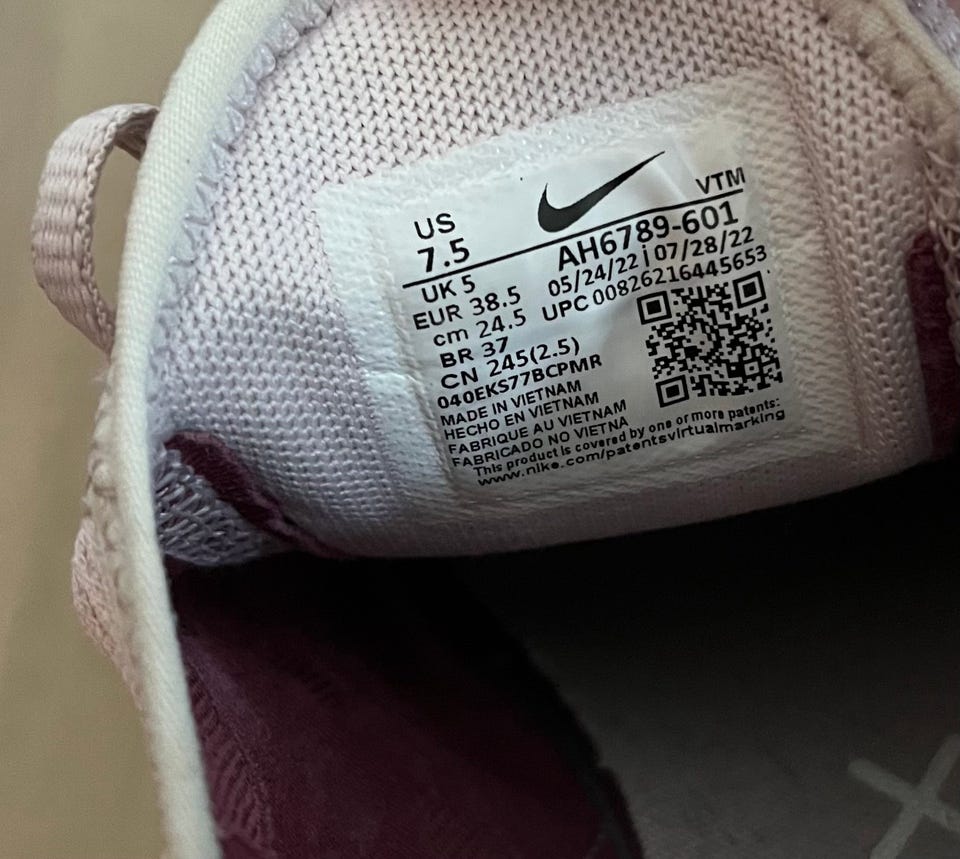 US
7.5
VTM
AH6789-601
05/24/22 | 07/28/22
UPC 00826216445653
UK 5
EUR 38.5
cm 24.5
BR 37
CN 245(2.5)
040EKS77BCPMR
MADE IN VIETNAM
HECHO EN VIETNAM
FABRIQUE AU VIETNAM
FABRICADO NO VIETNA
This product is covered by one or more patents:
www.nike.com/patentsvirtualmarking